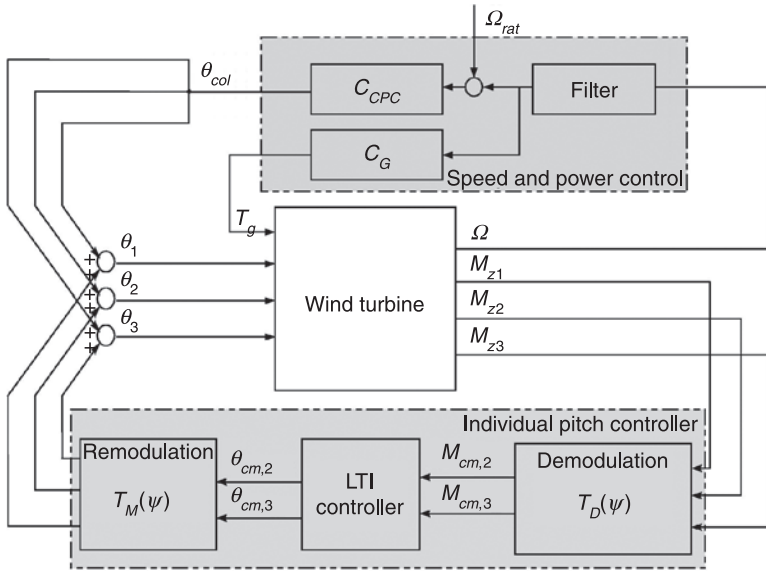 Ω_rat
θ_col
C_CPC
Filter
C_G
Speed and power control
T_g
Ω
θ_1
M_z1
+
+
θ_2
M_z2
Wind turbine
+
+
θ_3
M_z3
+
+
Individual pitch controller
Remodulation
θ_cm,2
M_cm,2
Demodulation
LTI
controller
T_M(ψ)
θ_cm,3
M_cm,3
T_D(ψ)